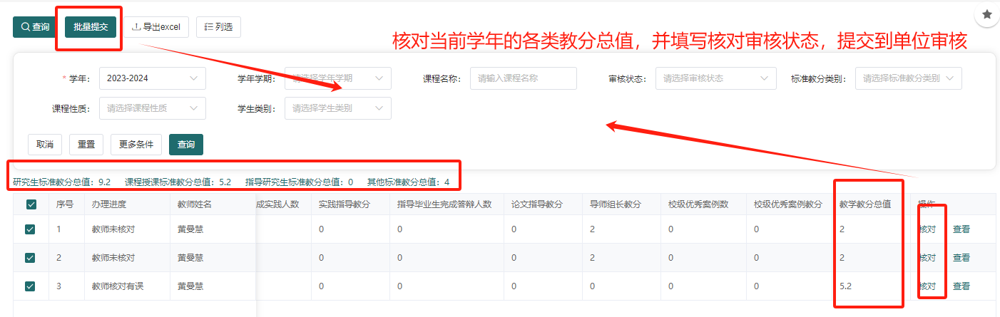 查询 批量提交 导出excel 列选
核对当前学年的各类教分总值，并填写核对审核状态，提交到单位审核
* 学年： 2023-2024 学年学期： 请选择学年学期 课程名称： 请输入课程名称 审核状态： 请选择审核状态 标准教分类别： 请选择标准教分类别
课程性质： 请选择课程性质 学生类别： 请选择学生类别
取消 重置 更多条件 查询
研究生标准教分总值：9.2 课程授课标准教分总值：5.2 指导研究生标准教分总值：0 其他标准教分总值：4
序号 办理进度 教师姓名 成实践人数 实践指导教分 指导毕业生完成答辩人数 论文指导教分 导师组长教分 校级优秀案例数 校级优秀案例教分 教学教分总值 操作
1 教师未核对 黄曼慧 0 0 0 2 0 0 2 核对 查看
2 教师未核对 黄曼慧 0 0 0 2 0 0 2 核对 查看
3 教师核对有误 黄曼慧 0 0 0 0 0 0 5.2 核对 查看